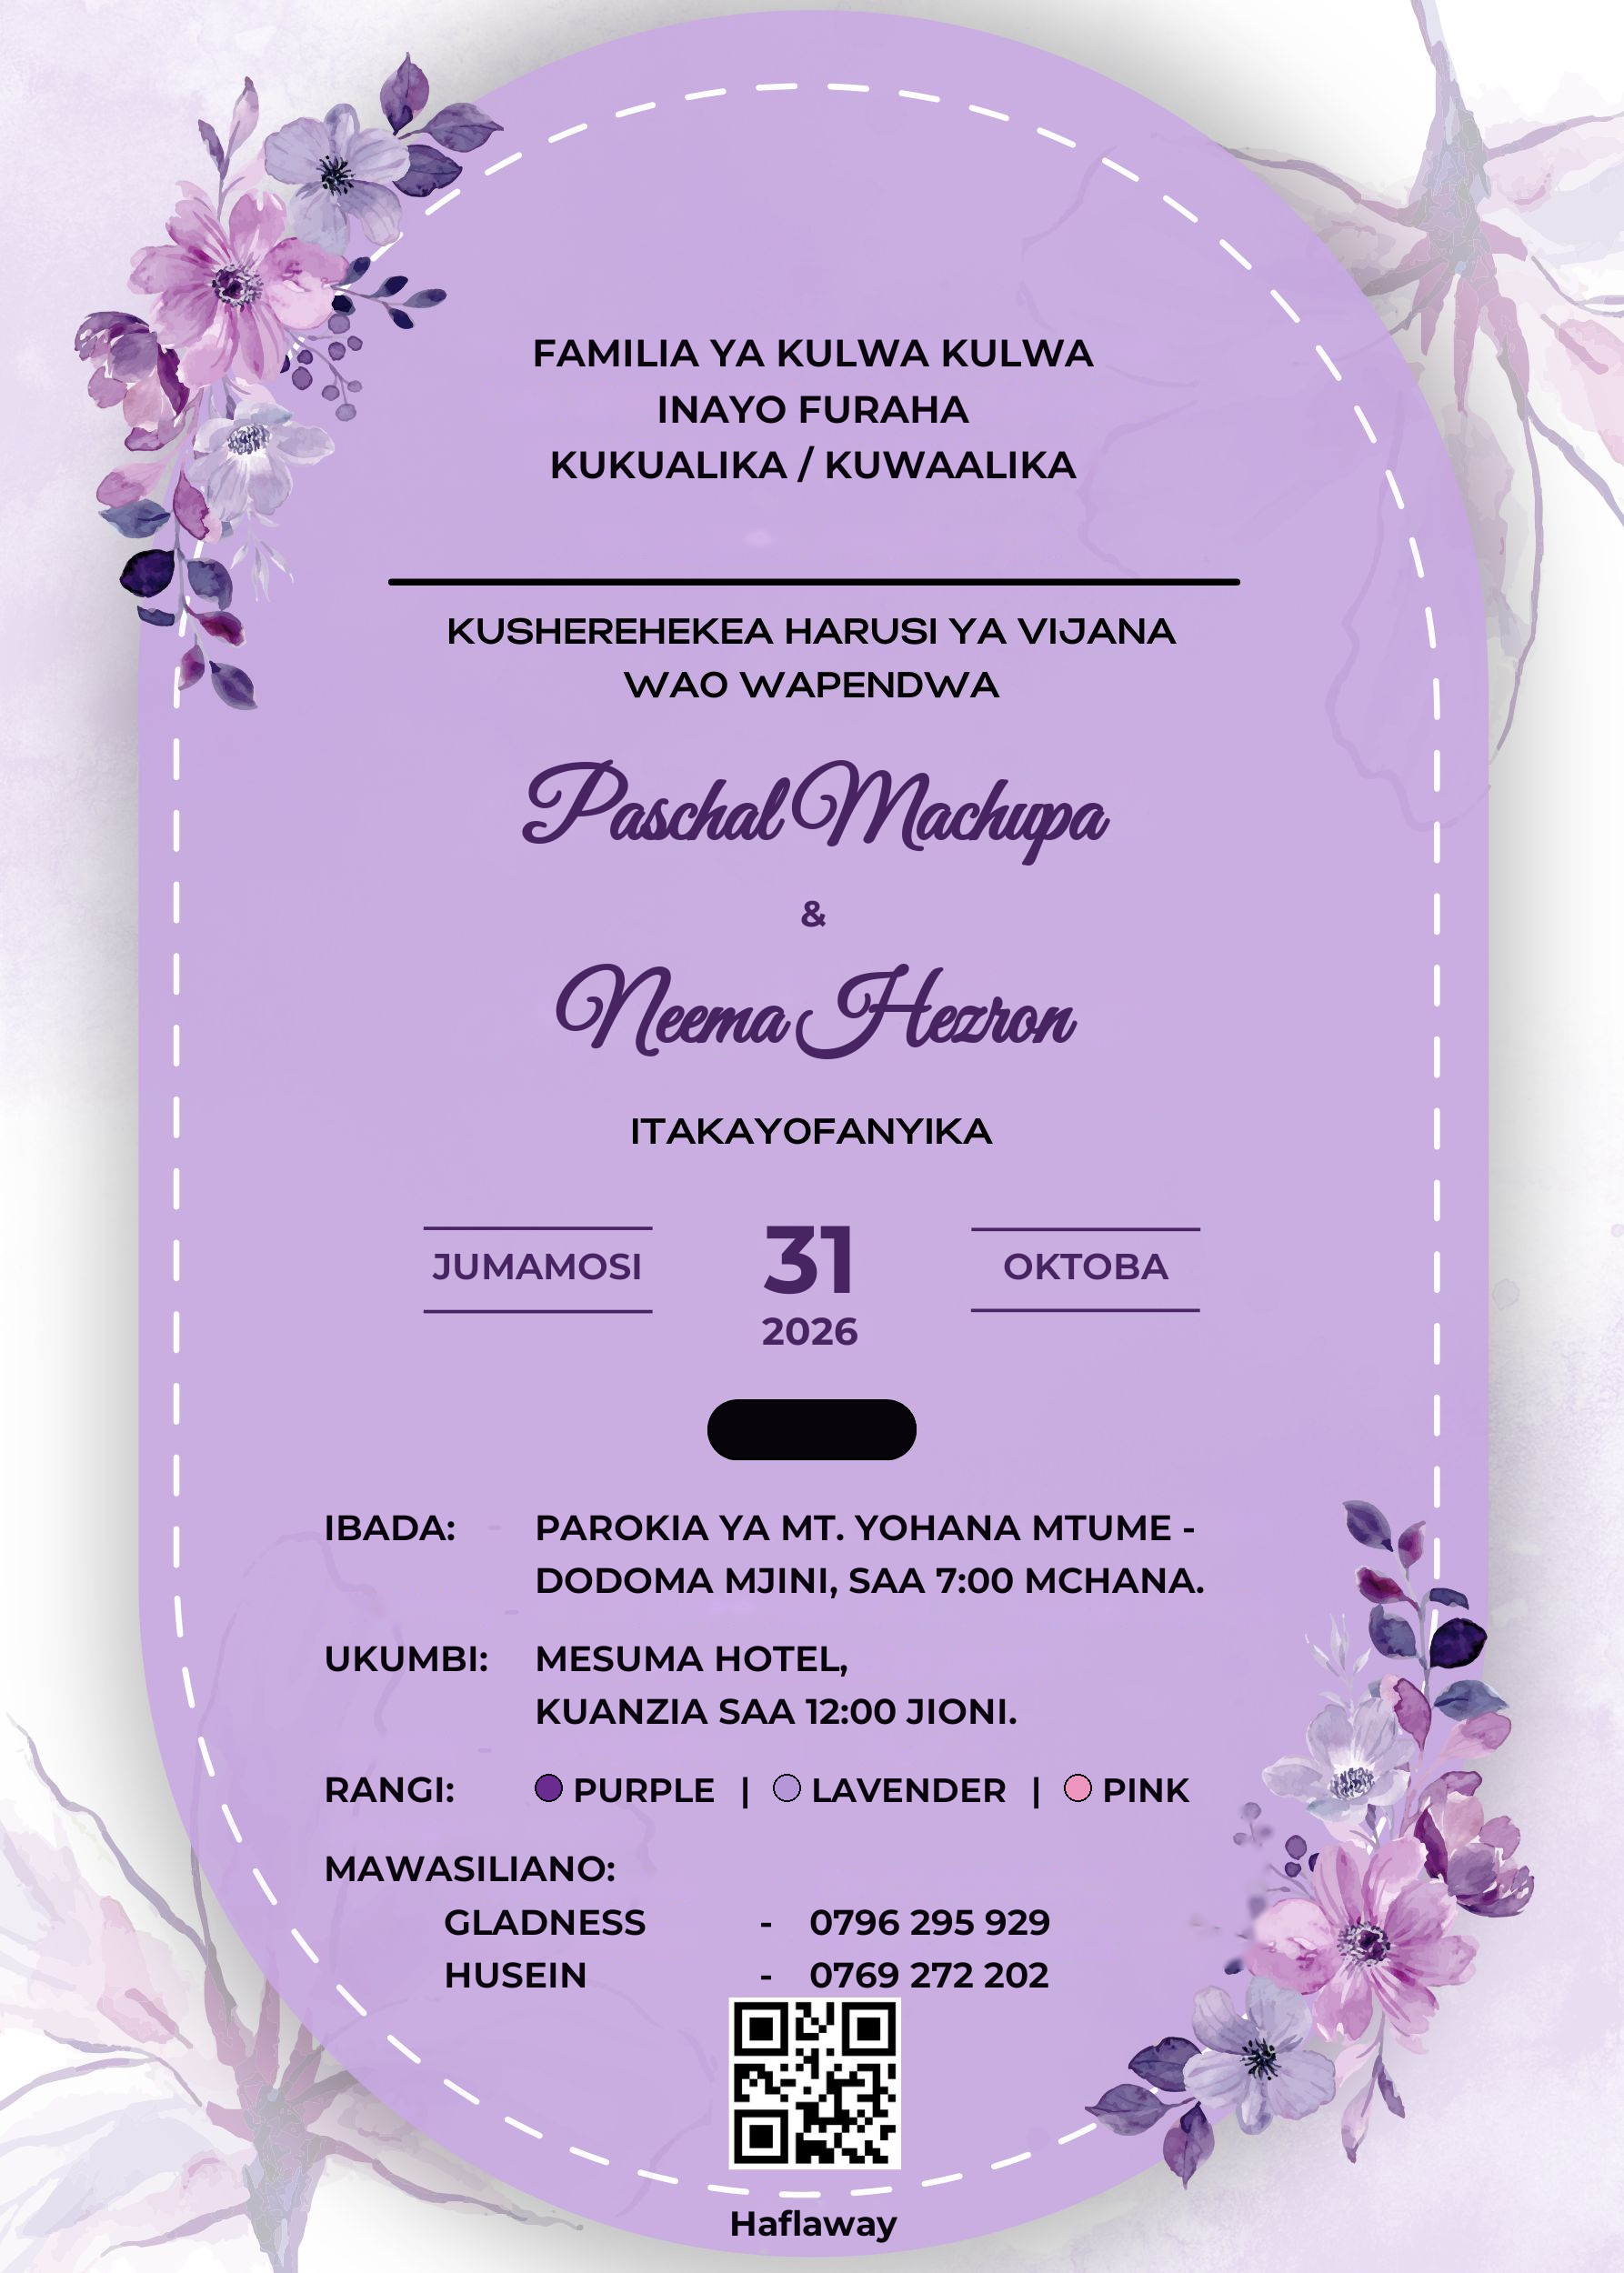 FAMILIA YA KULWA KULWA
INAYO FURAHA
KUKUALIKA / KUWAALIKA
KUSHEREHEKEA HARUSI YA VIJANA
WAO WAPENDWA
Paschal Machupa
&
Neema Hezron
ITAKAYOFANYIKA
JUMAMOSI 31 OKTOBA
2026
IBADA: PAROKIA YA MT. YOHANA MTUME -
DODOMA MJINI, SAA 7:00 MCHANA.
UKUMBI: MESUMA HOTEL,
KUANZIA SAA 12:00 JIONI.
RANGI: PURPLE | LAVENDER | PINK
MAWASILIANO:
GLADNESS - 0796 295 929
HUSEIN - 0769 272 202
Haflaway